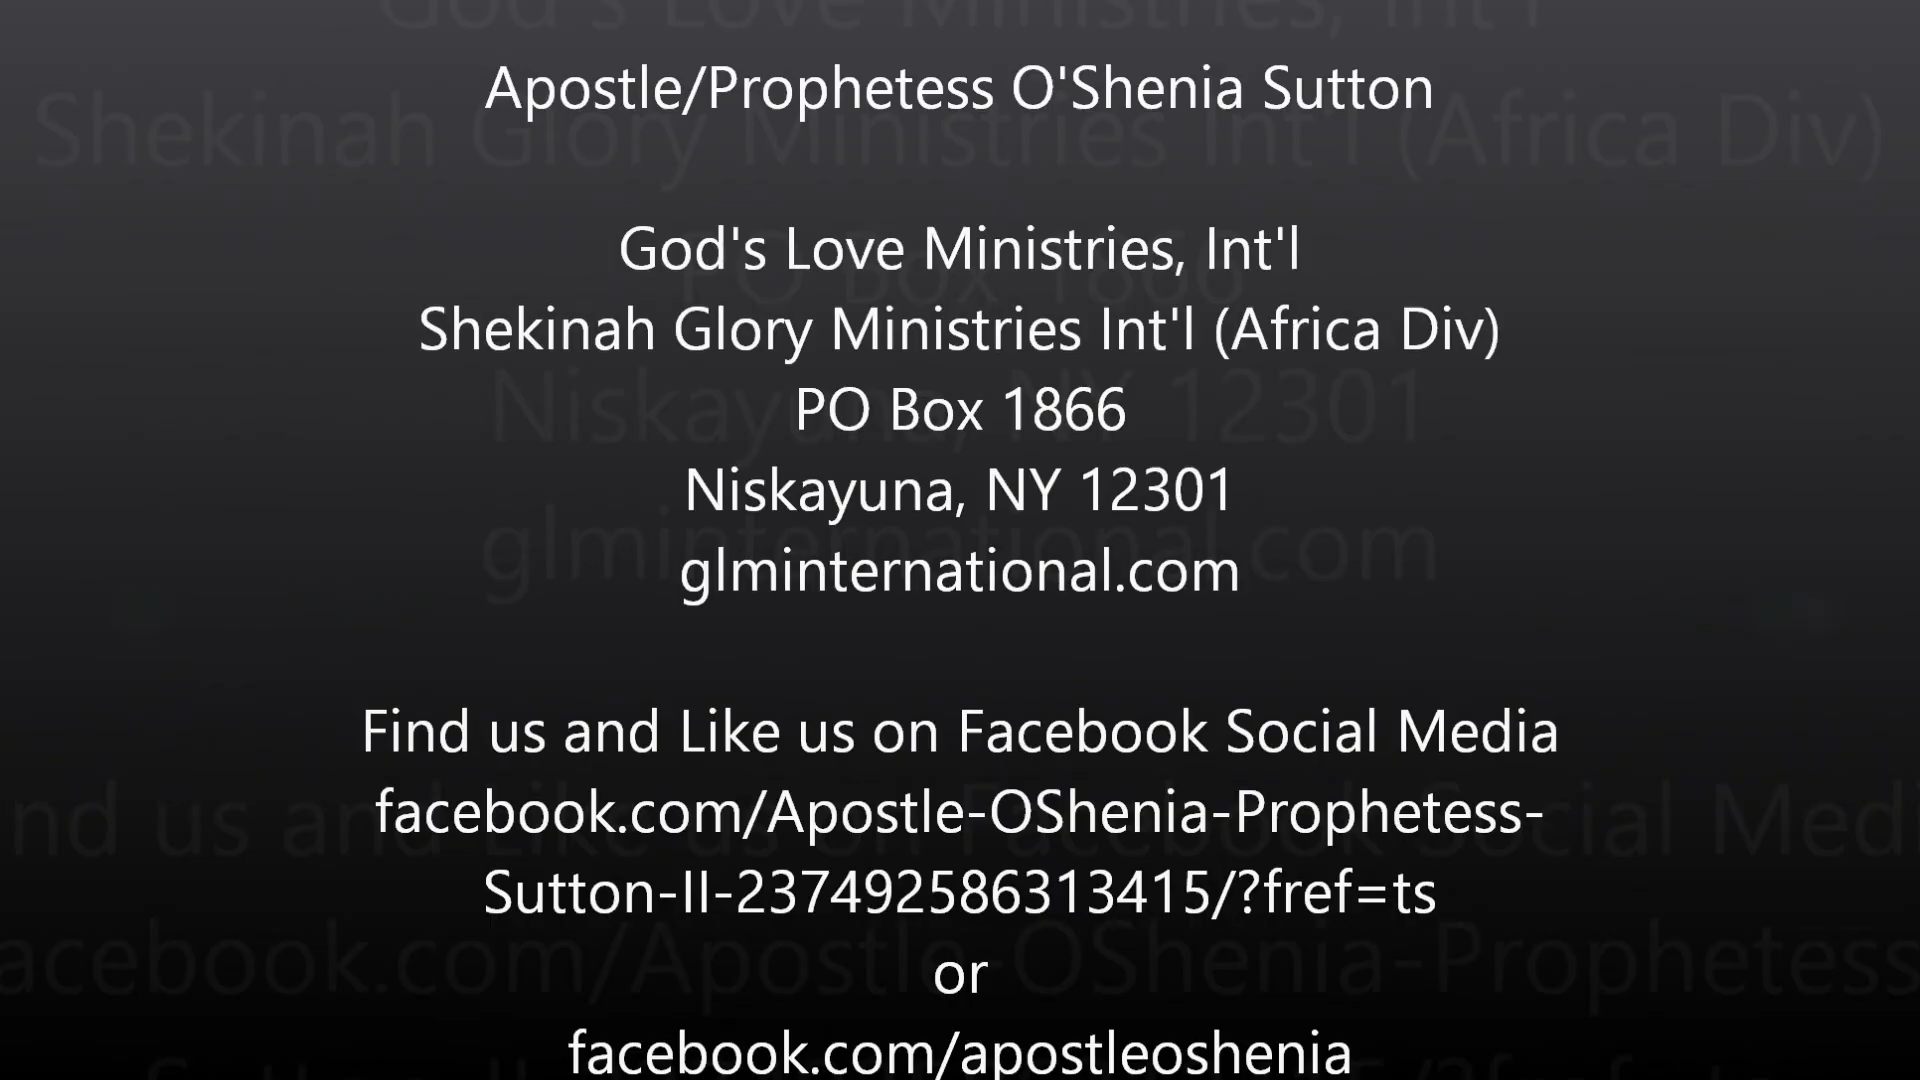 Apostle/Prophetess O'Shenia Sutton
God's Love Ministries, Int'l
Shekinah Glory Ministries Int'l (Africa Div)
PO Box 1866
Niskayuna, NY 12301
glminternational.com
Find us and Like us on Facebook Social Media
facebook.com/Apostle-OShenia-Prophetess-
Sutton-II-237492586313415/?fref=ts
or
facebook.com/apostleoshenia